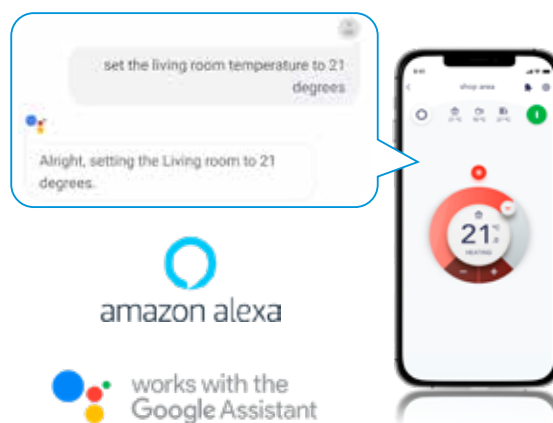 set the living room temperature to 21
degrees
Alright, setting the Living room to 21
degrees.
shop area
21
°C
.0
HEATING
amazon alexa
works with the
Google Assistant